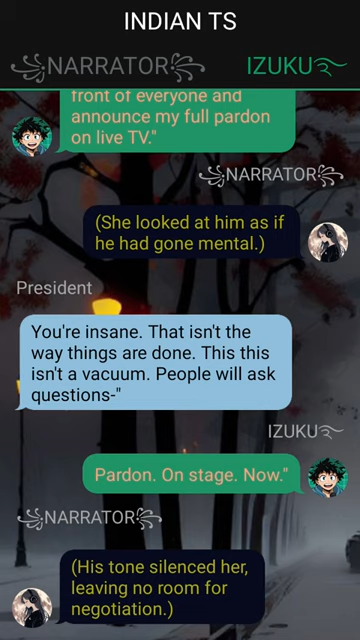 INDIAN TS
NARRATOR
IZUKU
front of everyone and
announce my full pardon
on live TV."
NARRATOR
(She looked at him as if
he had gone mental.)
President
You're insane. That isn't the
way things are done. This this
isn't a vacuum. People will ask
questions-"
IZUKU
Pardon. On stage. Now."
NARRATOR
(His tone silenced her,
leaving no room for
negotiation.)